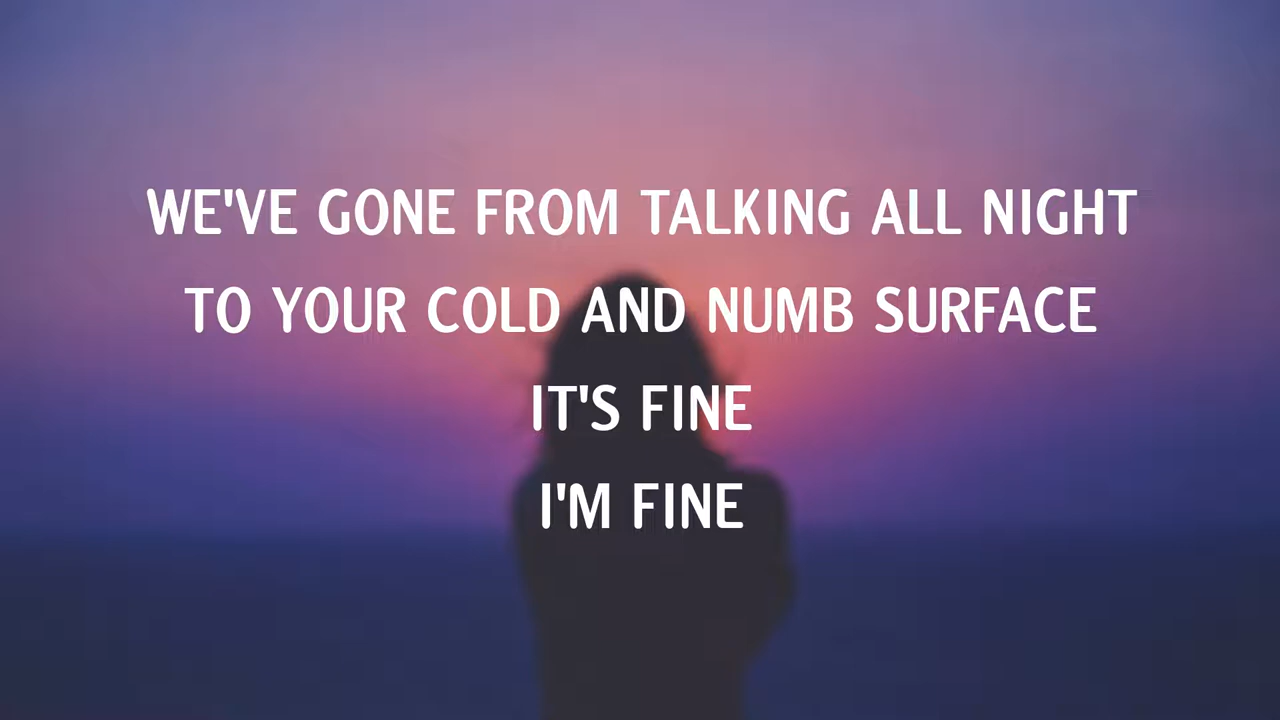 WE'VE GONE FROM TALKING ALL NIGHT
TO YOUR COLD AND NUMB SURFACE
IT'S FINE
I'M FINE